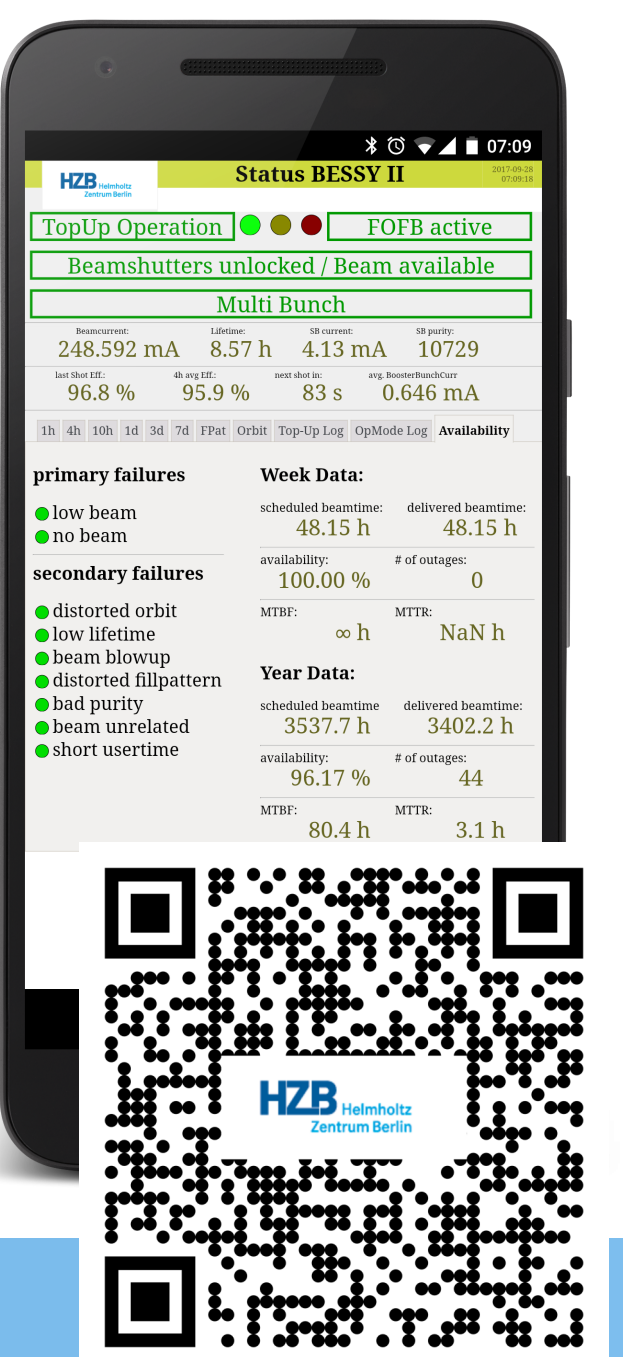 07:09
HZB Helmholtz
Zentrum Berlin
Status BESSY II
2017-09-28
07:09:18
TopUp Operation FOFB active
Beamshutters unlocked / Beam available
Multi Bunch
Beamcurrent: Lifetime: SB current: SB purity:
248.592 mA 8.57 h 4.13 mA 10729
last Shot Eff.: 4h avg Eff.: next shot in: avg. BoosterBunchCurr
96.8 % 95.9 % 83 s 0.646 mA
1h 4h 10h 1d 3d 7d FPat Orbit Top-Up Log OpMode Log Availability
primary failures
low beam
no beam
secondary failures
distorted orbit
low lifetime
beam blowup
distorted fillpattern
bad purity
beam unrelated
short usertime
Week Data:
scheduled beamtime: delivered beamtime:
48.15 h 48.15 h
availability: # of outages:
100.00 % 0
MTBF: MTTR:
∞ h NaN h
Year Data:
scheduled beamtime delivered beamtime:
3537.7 h 3402.2 h
availability: # of outages:
96.17 % 44
MTBF: MTTR:
80.4 h 3.1 h
HZB Helmholtz
Zentrum Berlin